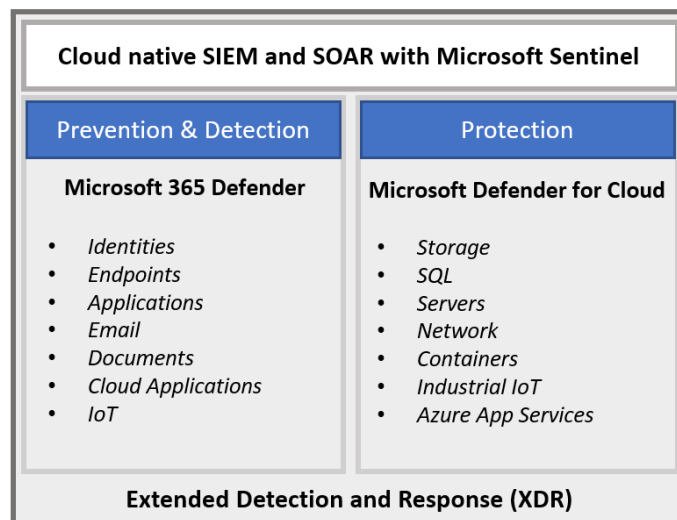 Cloud native SIEM and SOAR with Microsoft Sentinel
Prevention & Detection
Microsoft 365 Defender
• Identities
• Endpoints
• Applications
• Email
• Documents
• Cloud Applications
• IoT
Protection
Microsoft Defender for Cloud
• Storage
• SQL
• Servers
• Network
• Containers
• Industrial IoT
• Azure App Services
Extended Detection and Response (XDR)